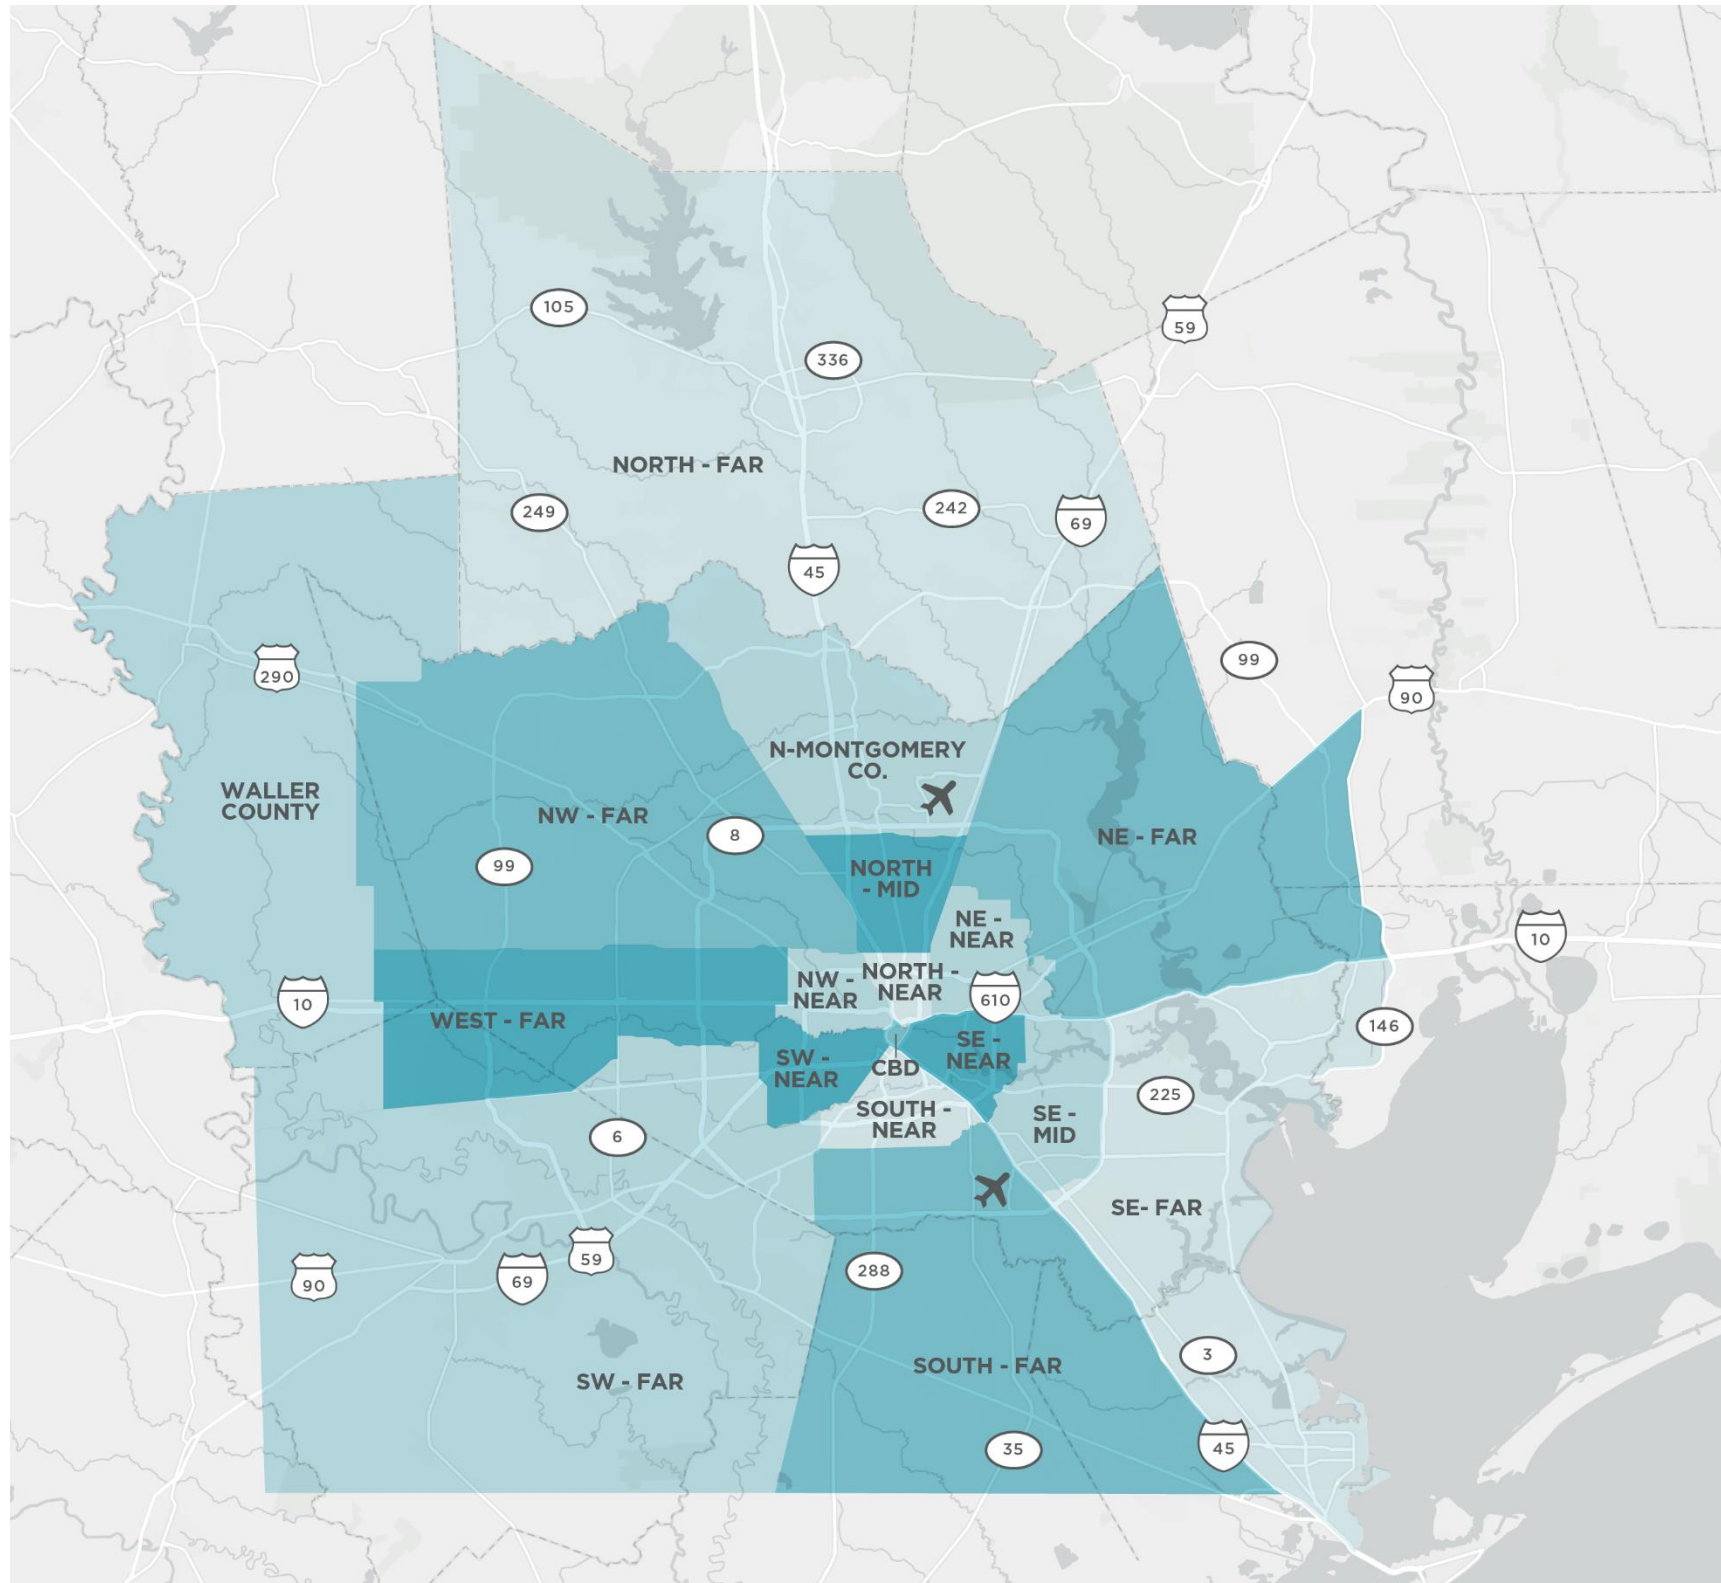 59
105
336
NORTH - FAR
249
242
69
45
290
99
90
N-MONTGOMERY
CO.
WALLER
COUNTY
NW - FAR
8
NE - FAR
99
NORTH
- MID
NE -
NEAR
10
NORTH -
NEAR
NW -
NEAR
610
10
WEST - FAR
146
SE -
NEAR
SW -
NEAR
CBD
225
SOUTH -
NEAR
SE -
MID
6
SE- FAR
59
288
90
69
3
SOUTH - FAR
SW - FAR
35
45